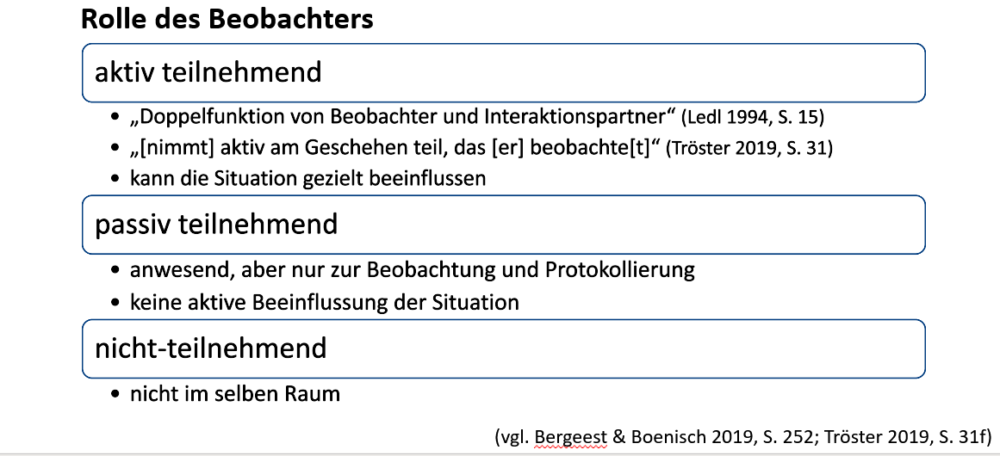 Rolle des Beobachters
aktiv teilnehmend
• „Doppelfunktion von Beobachter und Interaktionspartner“ (Ledl 1994, S. 15)
• „[nimmt] aktiv am Geschehen teil, das [er] beobachte[t]“ (Tröster 2019, S. 31)
• kann die Situation gezielt beeinflussen
passiv teilnehmend
• anwesend, aber nur zur Beobachtung und Protokollierung
• keine aktive Beeinflussung der Situation
nicht-teilnehmend
• nicht im selben Raum
(vgl. Bergeest & Boenisch 2019, S. 252; Tröster 2019, S. 31f)